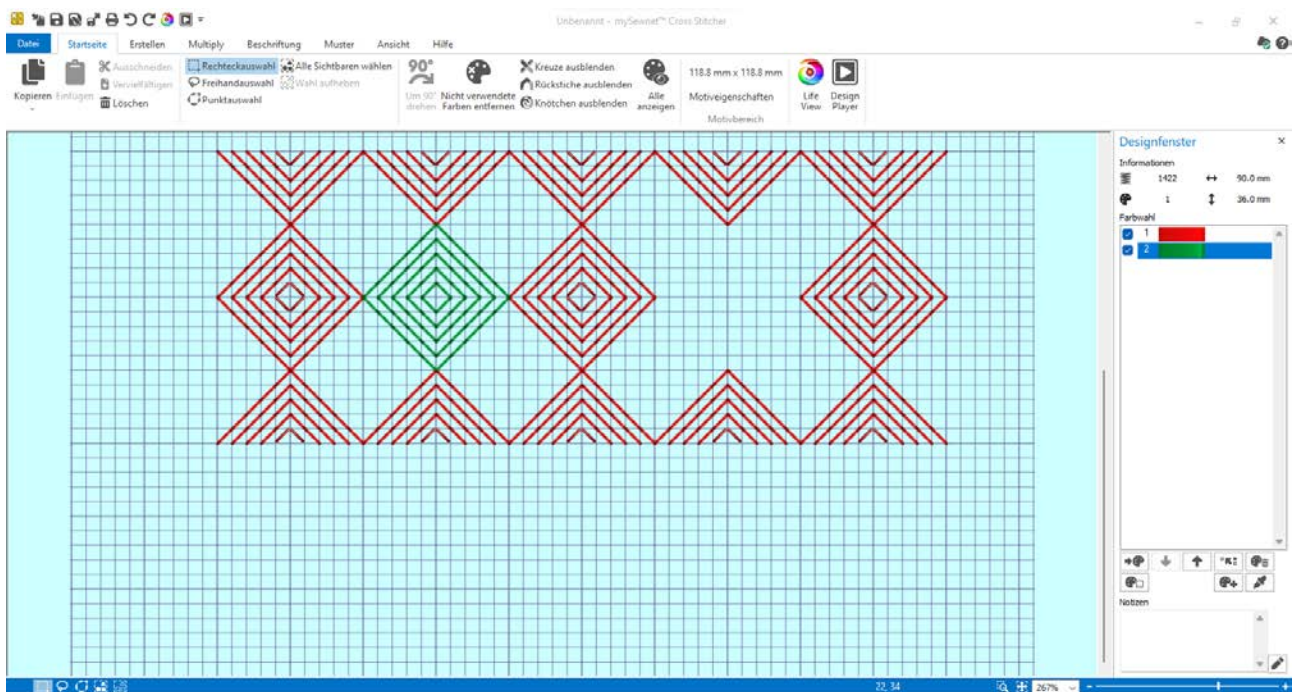 Unbenannt - mySewnet™ Cross Stitcher
Datei Startseite Erstellen Multiply Beschriftung Muster Ansicht Hilfe
Kopieren
Einfügen
Ausschneiden
Vervielfältigen
Löschen
Rechteckauswahl
Freihandauswahl
Punktauswahl
Alle Sichtbaren wählen
Wahl aufheben
90°
Um 90° drehen
Nicht verwendete
Farben entfernen
Kreuze ausblenden
Rückstiche ausblenden
Knötchen ausblenden
Alle
anzeigen
118.8 mm x 118.8 mm
Motiveigenschaften
Motivbereich
Life
View
Design
Player
Designfenster
Informationen
1422 90.0 mm
1 36.0 mm
Farbwahl
1
2
Notizen
22, 34
267%